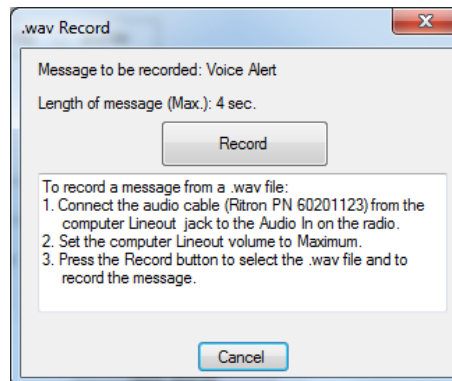 .wav Record
Message to be recorded: Voice Alert
Length of message (Max.): 4 sec.
Record
To record a message from a .wav file:
1. Connect the audio cable (Ritron PN 60201123) from the
computer Lineout jack to the Audio In on the radio.
2. Set the computer Lineout volume to Maximum.
3. Press the Record button to select the .wav file and to
record the message.
Cancel